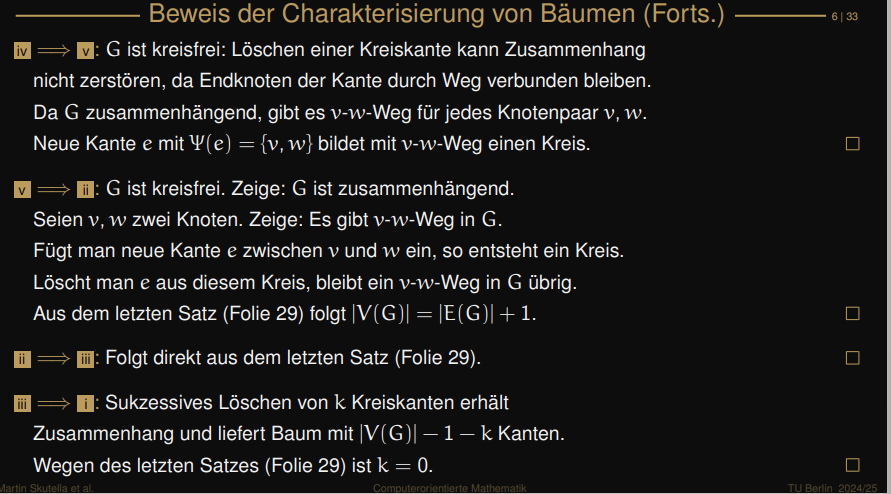 Beweis der Charakterisierung von Bäumen (Forts.)
6 | 33
iv ⟹ v : G ist kreisfrei: Löschen einer Kreiskante kann Zusammenhang
nicht zerstören, da Endknoten der Kante durch Weg verbunden bleiben.
Da G zusammenhängend, gibt es v-w-Weg für jedes Knotenpaar v, w.
Neue Kante e mit Ψ(e) = {v, w} bildet mit v-w-Weg einen Kreis. □
v ⟹ ii : G ist kreisfrei. Zeige: G ist zusammenhängend.
Seien v, w zwei Knoten. Zeige: Es gibt v-w-Weg in G.
Fügt man neue Kante e zwischen v und w ein, so entsteht ein Kreis.
Löscht man e aus diesem Kreis, bleibt ein v-w-Weg in G übrig.
Aus dem letzten Satz (Folie 29) folgt |V(G)| = |E(G)| + 1. □
ii ⟹ iii : Folgt direkt aus dem letzten Satz (Folie 29). □
iii ⟹ i : Sukzessives Löschen von k Kreiskanten erhält
Zusammenhang und liefert Baum mit |V(G)| − 1 − k Kanten.
Wegen des letzten Satzes (Folie 29) ist k = 0. □
Martin Skutella et al. Computerorientierte Mathematik TU Berlin 2024/25